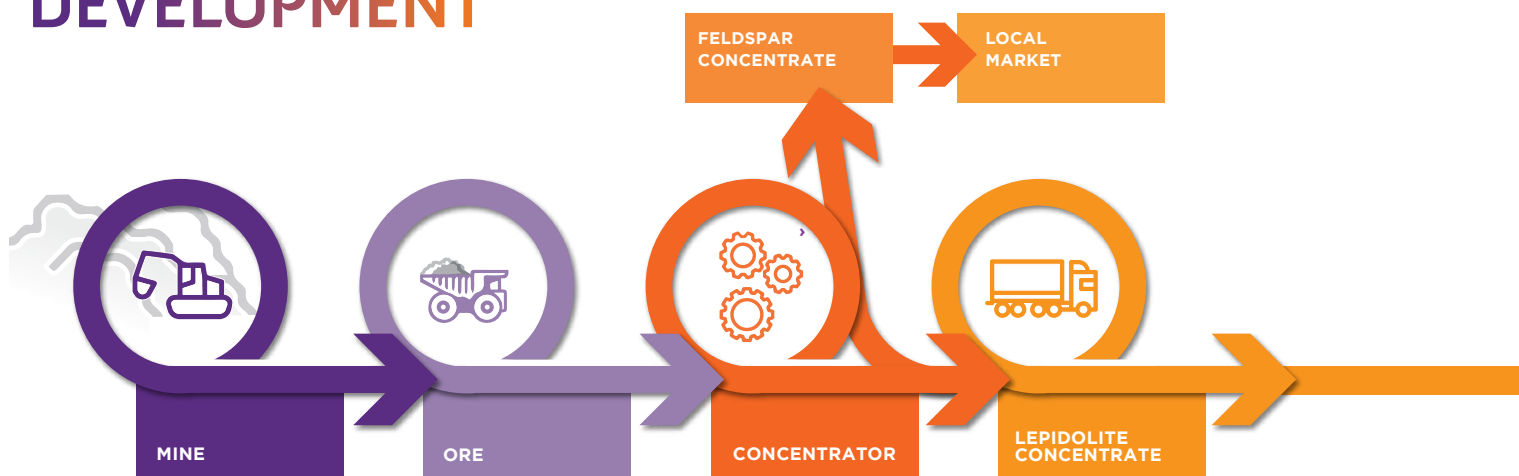 DEVELOPMENT
FELDSPAR
CONCENTRATE
LOCAL
MARKET
MINE
ORE
CONCENTRATOR
LEPIDOLITE
CONCENTRATE